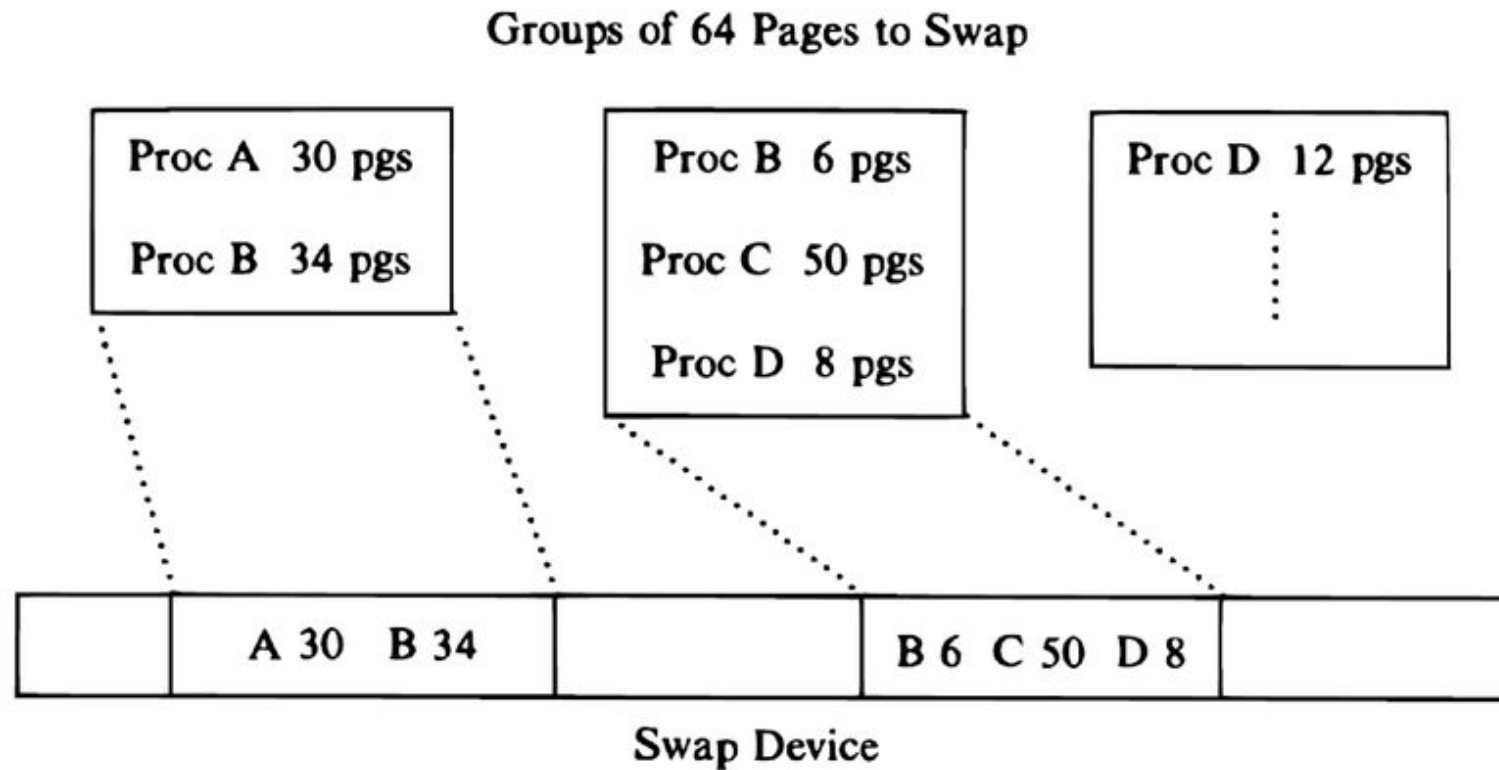 Groups of 64 Pages to Swap
Proc A 30 pgs
Proc B 34 pgs
Proc B 6 pgs
Proc C 50 pgs
Proc D 8 pgs
Proc D 12 pgs
A 30 B 34
B 6 C 50 D 8
Swap Device